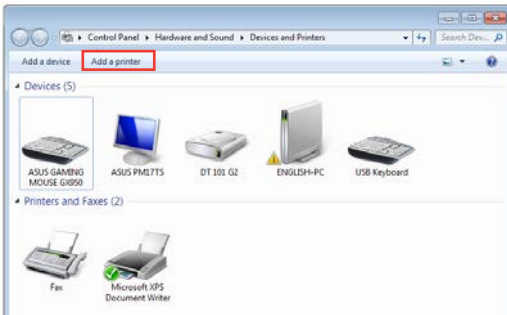 Control Panel ▸ Hardware and Sound ▸ Devices and Printers
Search Dev...
Add a device Add a printer
Devices (5)
ASUS GAMING
MOUSE GX950
ASUS PM17TS
DT 101 G2
ENGLISH-PC
USB Keyboard
Printers and Faxes (2)
Fax
Microsoft XPS
Document Writer